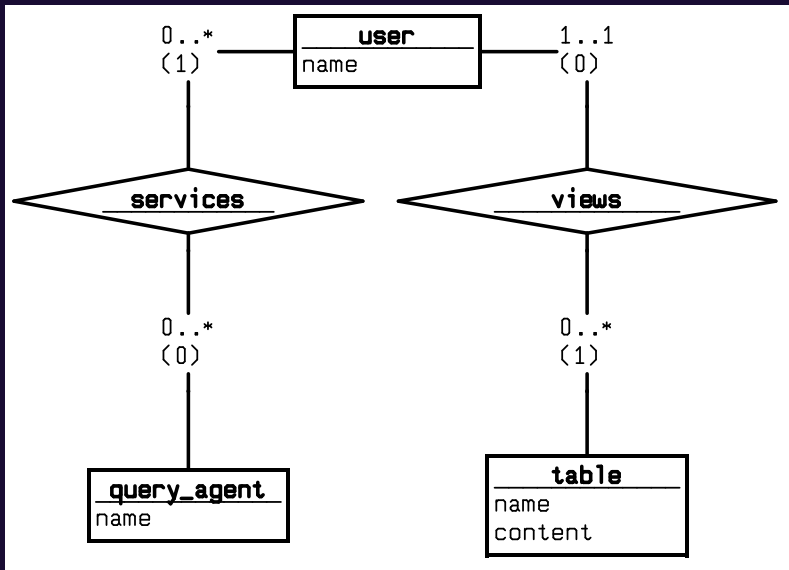 0..*
(1)
user
name
1..1
(0)
services
views
0..*
(0)
0..*
(1)
query_agent
name
table
name
content